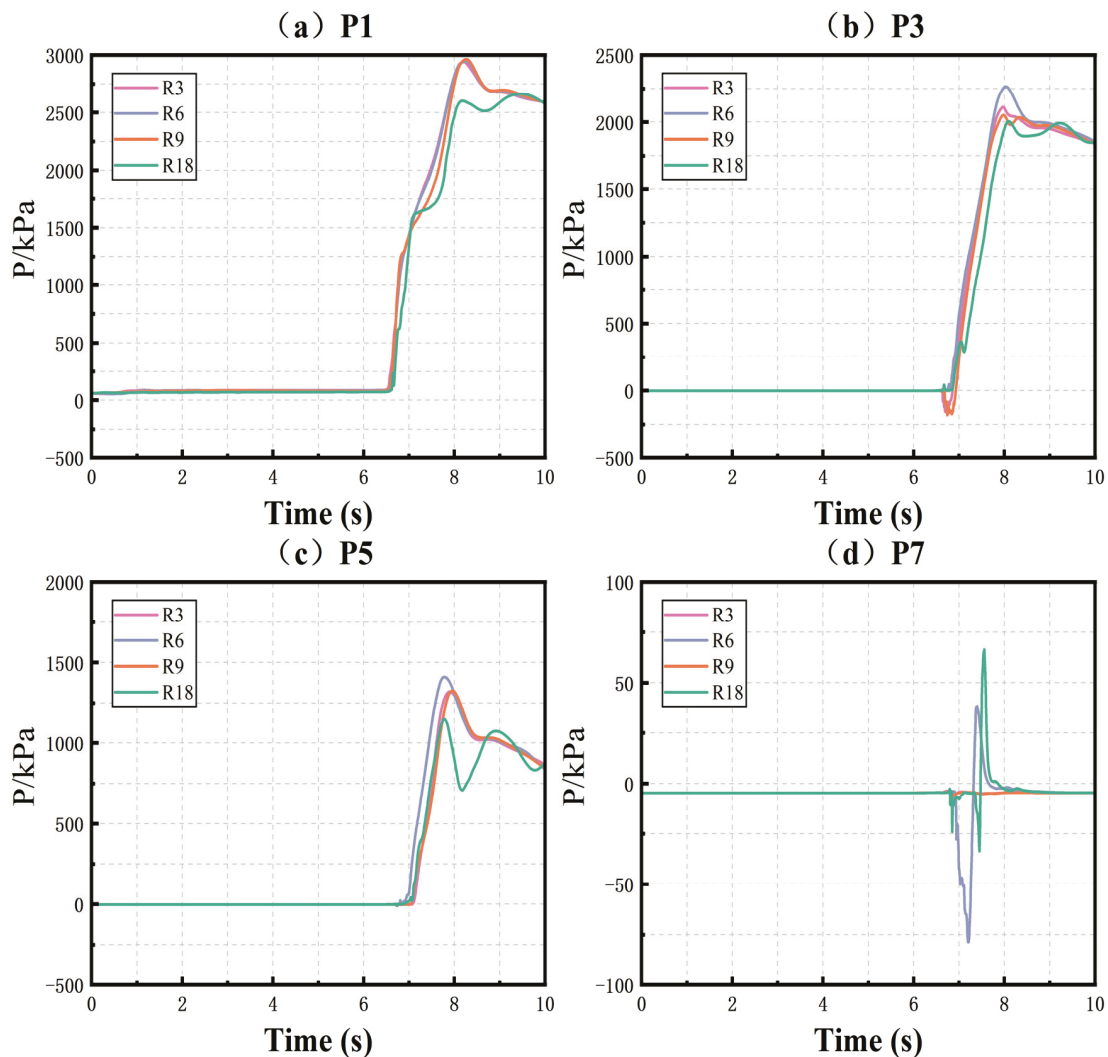 （a）P1
3000
2500
2000
1500
1000
500
0
−500
P/kPa
R3
R6
R9
R18
0 2 4 6 8 10
Time (s)
（b）P3
2500
2000
1500
1000
500
0
−500
P/kPa
R3
R6
R9
R18
0 2 4 6 8 10
Time (s)
（c）P5
2000
1500
1000
500
0
−500
P/kPa
R3
R6
R9
R18
0 2 4 6 8 10
Time (s)
（d）P7
100
50
0
−50
−100
P/kPa
R3
R6
R9
R18
0 2 4 6 8 10
Time (s)